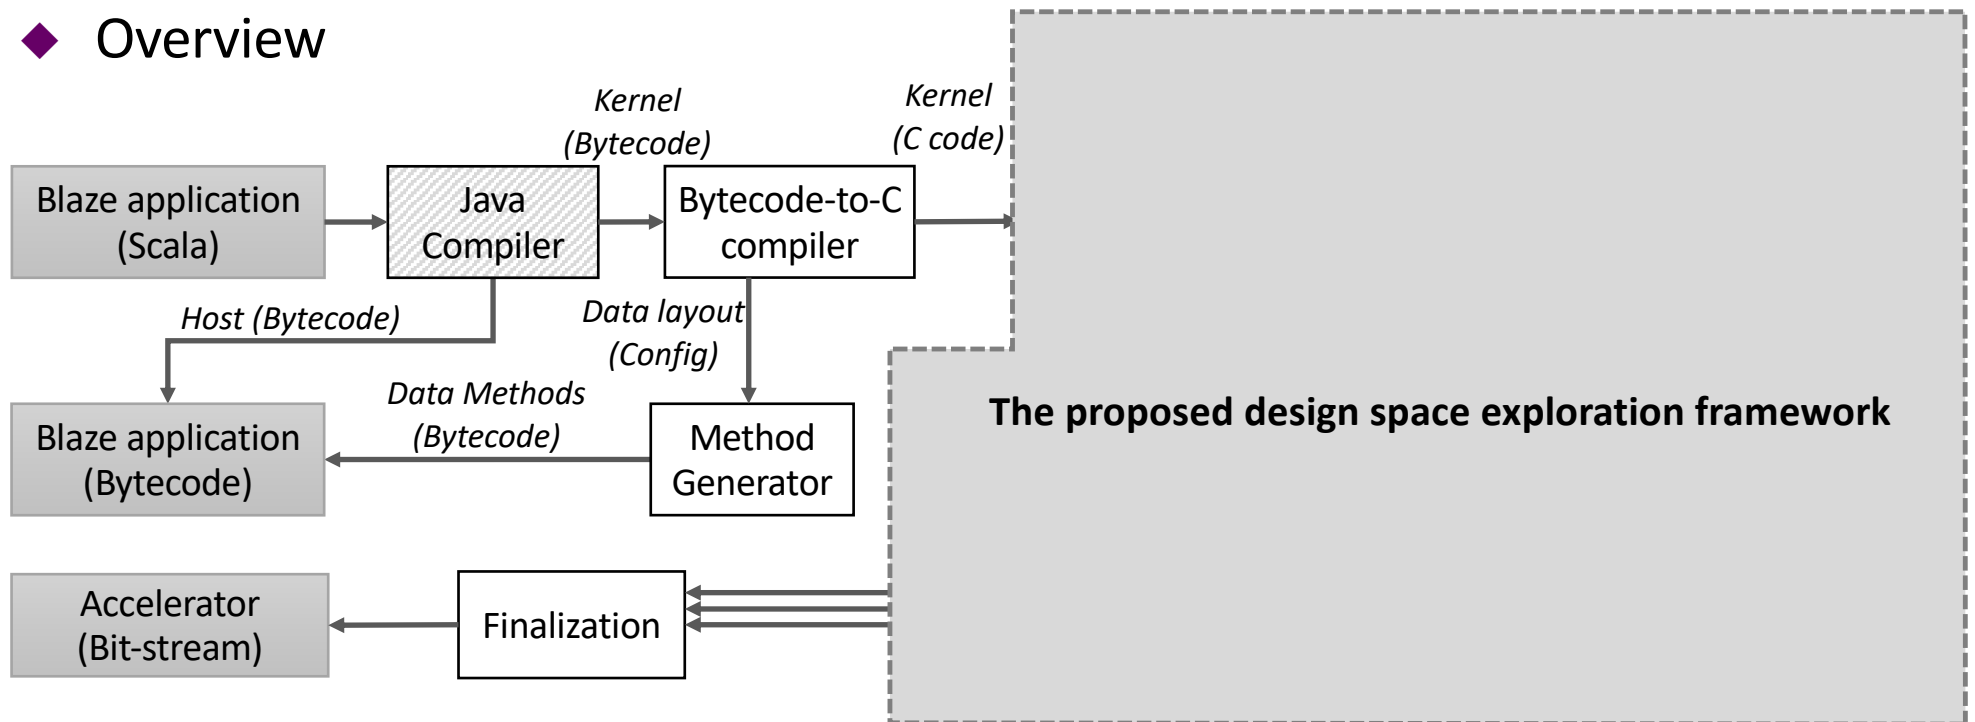 Overview
Kernel
(Bytecode)
Kernel
(C code)
Blaze application
(Scala)
Java
Compiler
Bytecode-to-C
compiler
Host (Bytecode)
Data layout
(Config)
Data Methods
(Bytecode)
Blaze application
(Bytecode)
Method
Generator
The proposed design space exploration framework
Accelerator
(Bit-stream)
Finalization